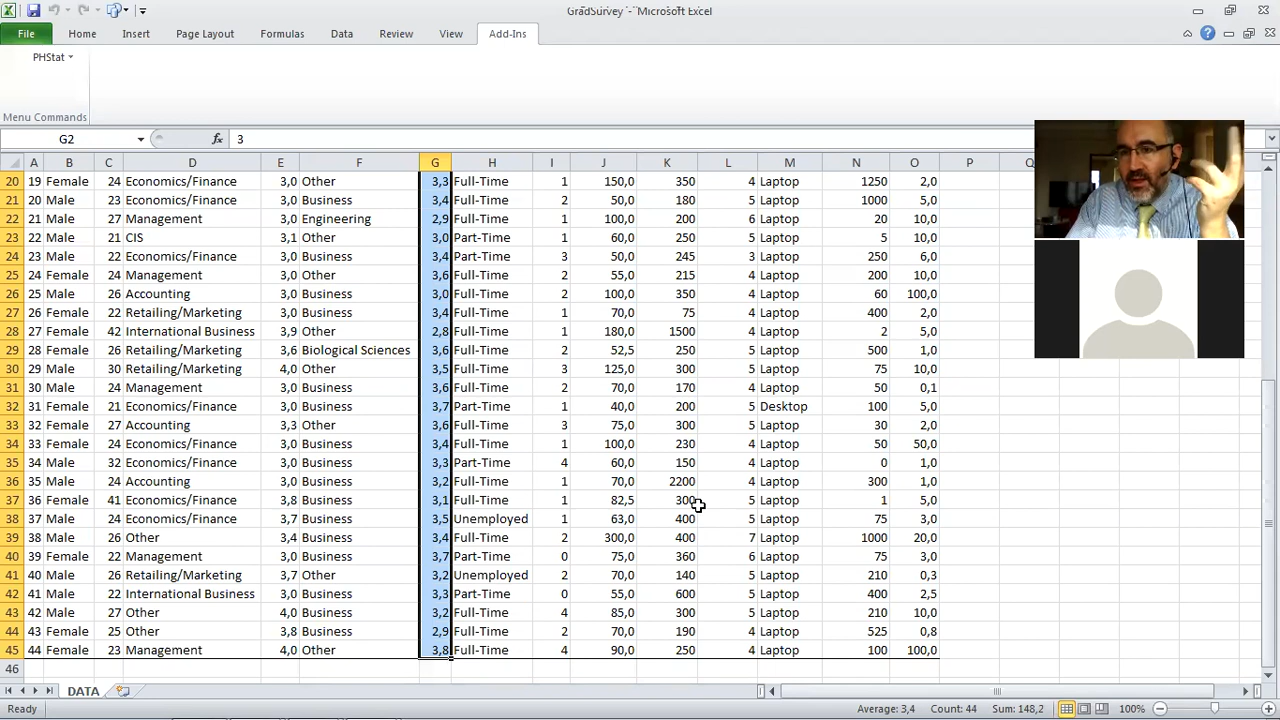 GradSurvey - Microsoft Excel
File Home Insert Page Layout Formulas Data Review View Add-Ins
PHStat
Menu Commands
G2 fx 3
A B C D E F G H I J K L M N O P Q
20 19 Female 24 Economics/Finance 3,0 Other 3,3 Full-Time 1 150,0 350 4 Laptop 1250 2,0
21 20 Male 23 Economics/Finance 3,0 Business 3,4 Full-Time 2 50,0 180 5 Laptop 1000 5,0
22 21 Male 27 Management 3,0 Engineering 2,9 Full-Time 1 100,0 200 6 Laptop 20 10,0
23 22 Male 21 CIS 3,1 Other 3,0 Part-Time 1 60,0 250 5 Laptop 5 10,0
24 23 Male 22 Economics/Finance 3,0 Business 3,4 Part-Time 3 50,0 245 3 Laptop 250 6,0
25 24 Female 24 Management 3,0 Other 3,6 Full-Time 2 55,0 215 4 Laptop 200 10,0
26 25 Male 26 Accounting 3,0 Business 3,0 Full-Time 2 100,0 350 4 Laptop 60 100,0
27 26 Female 22 Retailing/Marketing 3,0 Business 3,4 Full-Time 1 70,0 75 4 Laptop 400 2,0
28 27 Female 42 International Business 3,9 Other 2,8 Full-Time 1 180,0 1500 4 Laptop 2 5,0
29 28 Female 26 Retailing/Marketing 3,6 Biological Sciences 3,6 Full-Time 2 52,5 250 5 Laptop 500 1,0
30 29 Male 30 Retailing/Marketing 4,0 Other 3,5 Full-Time 3 125,0 300 5 Laptop 75 10,0
31 30 Male 24 Management 3,0 Business 3,6 Full-Time 2 70,0 170 4 Laptop 50 0,1
32 31 Female 21 Economics/Finance 3,0 Business 3,7 Part-Time 1 40,0 200 5 Desktop 100 5,0
33 32 Female 27 Accounting 3,3 Other 3,6 Full-Time 3 75,0 300 5 Laptop 30 2,0
34 33 Female 24 Economics/Finance 3,0 Business 3,4 Full-Time 1 100,0 230 4 Laptop 50 50,0
35 34 Male 32 Economics/Finance 3,0 Business 3,3 Part-Time 4 60,0 150 4 Laptop 0 1,0
36 35 Male 24 Accounting 3,0 Business 3,2 Full-Time 1 70,0 2200 4 Laptop 300 1,0
37 36 Female 41 Economics/Finance 3,8 Business 3,1 Full-Time 1 82,5 300 5 Laptop 1 5,0
38 37 Male 24 Economics/Finance 3,7 Business 3,5 Unemployed 1 63,0 400 5 Laptop 75 3,0
39 38 Male 26 Other 3,4 Business 3,4 Full-Time 2 300,0 400 7 Laptop 1000 20,0
40 39 Female 22 Management 3,0 Business 3,7 Part-Time 0 75,0 360 6 Laptop 75 3,0
41 40 Male 26 Retailing/Marketing 3,7 Other 3,2 Unemployed 2 70,0 140 5 Laptop 210 0,3
42 41 Male 22 International Business 3,0 Business 3,3 Part-Time 0 55,0 600 4 Laptop 400 2,5
43 42 Male 27 Other 4,0 Business 3,2 Full-Time 4 85,0 300 5 Laptop 210 10,0
44 43 Female 25 Other 3,8 Business 2,9 Full-Time 2 70,0 190 4 Laptop 525 0,8
45 44 Female 23 Management 4,0 Other 3,8 Full-Time 4 90,0 250 4 Laptop 100 100,0
46
DATA
Ready Average: 3,4 Count: 44 Sum: 148,2 100%